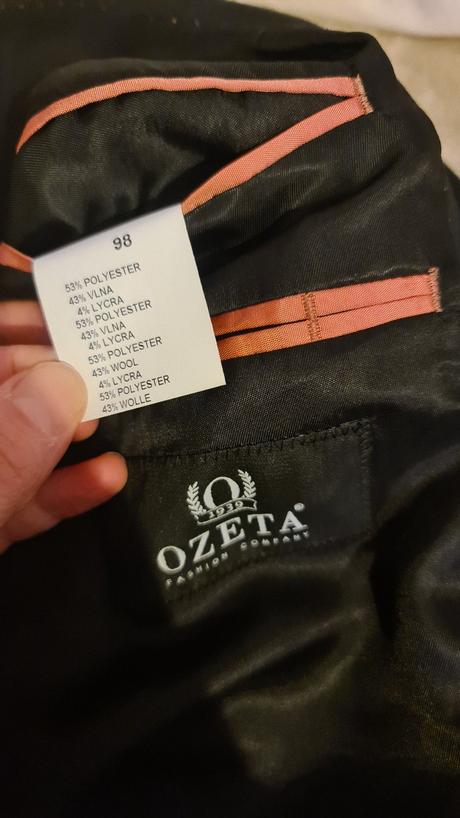 98
53% POLYESTER
43% VLNA
4% LYCRA
53% POLYESTER
43% VLNA
4% LYCRA
53% POLYESTER
43% WOOL
4% LYCRA
53% POLYESTER
43% WOLLE
O
1939
OZETA®
FASHION COMPANY